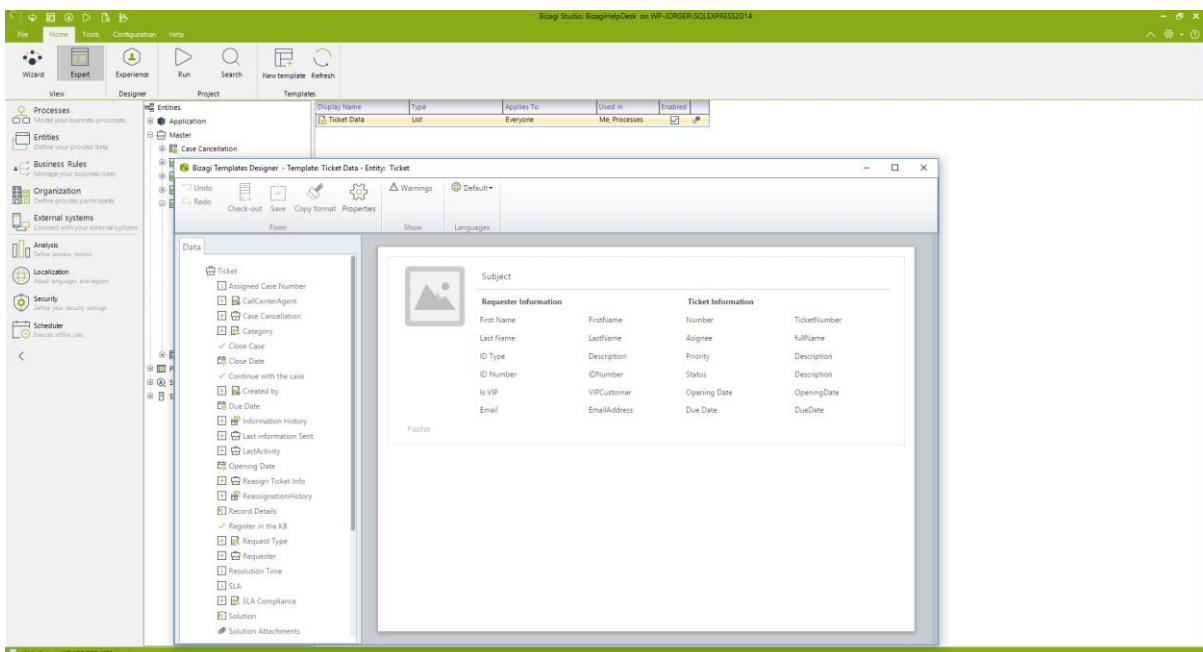 Bizagi Studio: BizagiHelpDesk on WP-JORGER\SQLEXPRESS2014
File Home Tools Configuration Help
Wizard Expert Experience Run Search New template Refresh
View Designer Project Templates
Processes
Model your business processes
Entities
Define your process data
Business Rules
Manage your business rules
Organization
Define process participants
External systems
Connect with your external systems
Analysis
Define process metrics
Localization
Adapt languages and regions
Security
Define your security settings
Scheduler
Execute offline jobs
Entities
Application
Master
Case Cancellation
Display Name Type Applies To Used in Enabled
Ticket Data List Everyone Me, Processes
Bizagi Templates Designer - Template: Ticket Data - Entity: Ticket
Undo
Redo
Check-out Save Copy format Properties
Warnings
Default
Form Show Languages
Data
Ticket
Assigned Case Number
CallCenterAgent
Case Cancellation
Category
Close Case
Close Date
Continue with the case
Created by
Due Date
Information History
Last information Sent
LastActivity
Opening Date
Reasign Ticket Info
ReassignationHistory
Record Details
Register in the KB
Request Type
Requester
Resolution Time
SLA
SLA Compliance
Solution
Solution Attachments
Subject
Requester Information Ticket Information
First Name FirstName Number TicketNumber
Last Name LastName Asignee fullName
ID Type Description Priority Description
ID Number IDNumber Status Description
Is VIP VIPCustomer Opening Date OpeningDate
Email EmailAddress Due Date DueDate
Footer